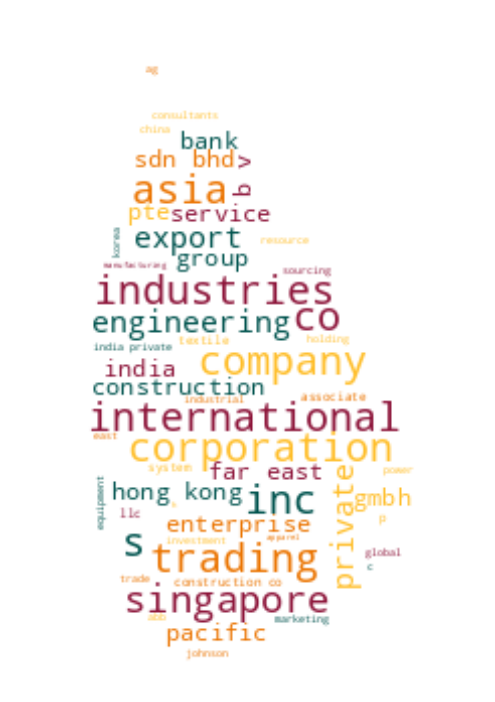 ag
consultants
china
bank
sdn bhd
b v
asia
pte service
korea
export
resource
group
manufacturing
sourcing
industries
engineering co
textile
holding
india private
company
india
construction
industrial
associate
international
east
corporation
system
far east
power
equipment
hong kong
inc
private
gmbh
llc
s
p
enterprise
s
investment
apparel
trading
global
c
trade
construction co
singapore
abb
marketing
pacific
johnson